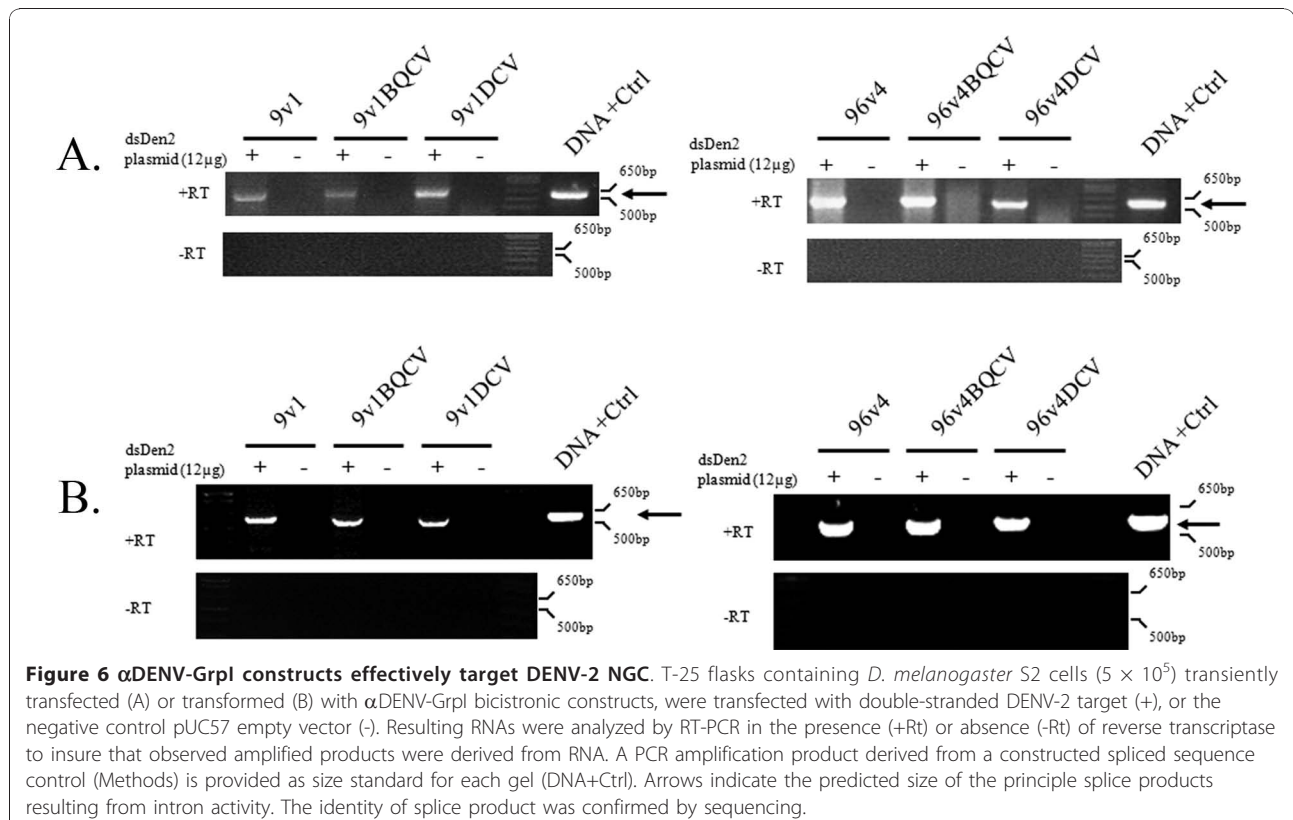 9v1 9v1BQCV 9v1DCV DNA+Ctrl
dsDen2
plasmid (12µg) + - + - + -
A.
+RT 650bp 500bp
-RT 650bp 500bp
96v4 96v4BQCV 96v4DCV DNA+Ctrl
dsDen2
plasmid (12µg) + - + - + -
+RT 650bp 500bp
-RT 650bp 500bp
9v1 9v1BQCV 9v1DCV DNA+Ctrl
dsDen2
plasmid (12µg) + - + - + -
B.
+RT 650bp 500bp
-RT 650bp 500bp
96v4 96v4BQCV 96v4DCV DNA+Ctrl
dsDen2
plasmid (12µg) + - + - + -
+RT 650bp 500bp
-RT 650bp 500bp
Figure 6 αDENV-GrpI constructs effectively target DENV-2 NGC. T-25 flasks containing D. melanogaster S2 cells (5 × 10⁵) transiently
transfected (A) or transformed (B) with αDENV-GrpI bicistronic constructs, were transfected with double-stranded DENV-2 target (+), or the
negative control pUC57 empty vector (-). Resulting RNAs were analyzed by RT-PCR in the presence (+Rt) or absence (-Rt) of reverse transcriptase
to insure that observed amplified products were derived from RNA. A PCR amplification product derived from a constructed spliced sequence
control (Methods) is provided as size standard for each gel (DNA+Ctrl). Arrows indicate the predicted size of the principle splice products
resulting from intron activity. The identity of splice product was confirmed by sequencing.